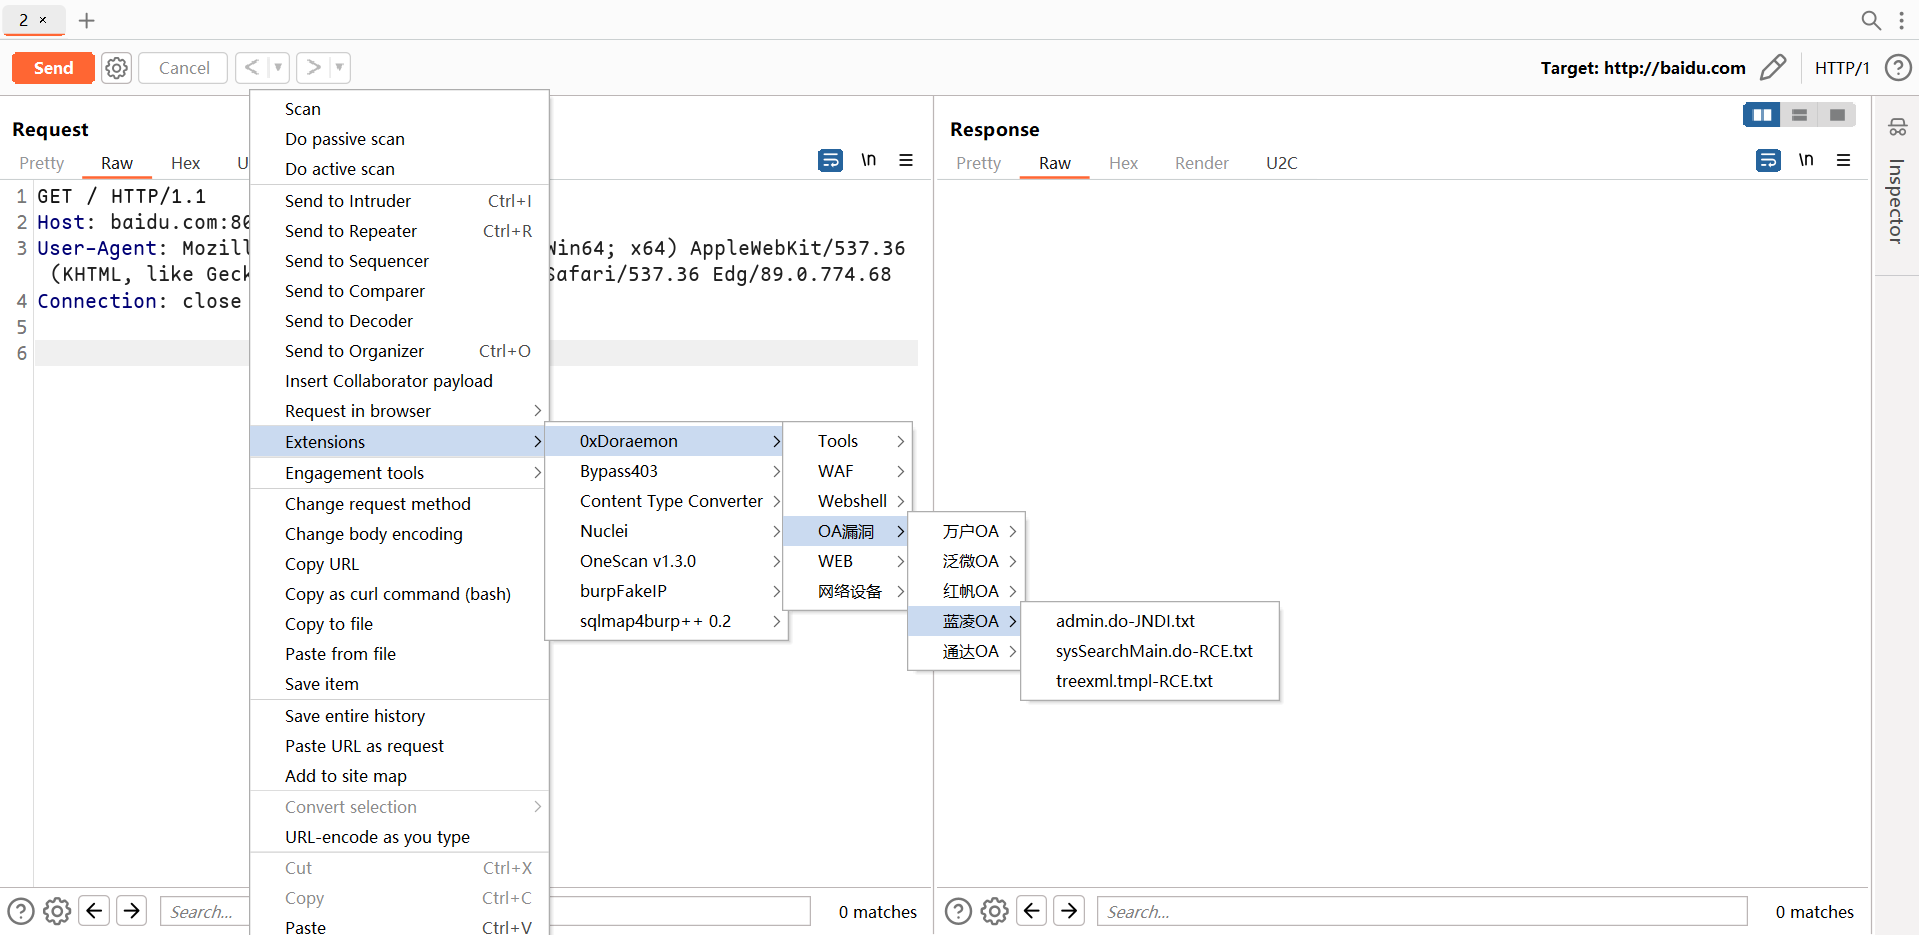 2 ×
Send
Cancel
Target: http://baidu.com
HTTP/1
Request
Pretty
Raw
Hex
U
\n
1 GET / HTTP/1.1
2 Host: baidu.com:80
3 User-Agent: Mozill
Win64; x64) AppleWebKit/537.36
(KHTML, like Geck
Safari/537.36 Edg/89.0.774.68
4 Connection: close
5
6
Scan
Do passive scan
Do active scan
Send to Intruder Ctrl+I
Send to Repeater Ctrl+R
Send to Sequencer
Send to Comparer
Send to Decoder
Send to Organizer Ctrl+O
Insert Collaborator payload
Request in browser
Extensions
Engagement tools
Change request method
Change body encoding
Copy URL
Copy as curl command (bash)
Copy to file
Paste from file
Save item
Save entire history
Paste URL as request
Add to site map
Convert selection
URL-encode as you type
Cut Ctrl+X
Copy Ctrl+C
Paste Ctrl+V
0xDoraemon
Bypass403
Content Type Converter
Nuclei
OneScan v1.3.0
burpFakeIP
sqlmap4burp++ 0.2
Tools
WAF
Webshell
OA漏洞
WEB
网络设备
万户OA
泛微OA
红帆OA
蓝凌OA
通达OA
admin.do-JNDI.txt
sysSearchMain.do-RCE.txt
treexml.tmpl-RCE.txt
Response
Pretty
Raw
Hex
Render
U2C
\n
Inspector
Search...
0 matches
Search...
0 matches